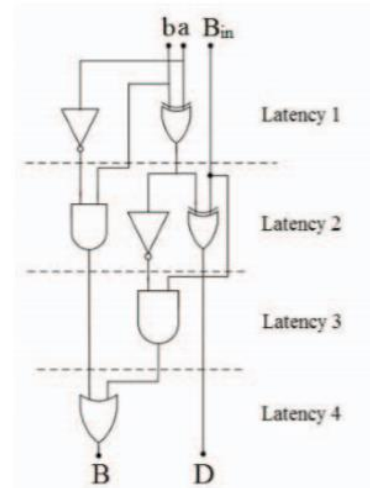 b a B_in
Latency 1
Latency 2
Latency 3
Latency 4
B D